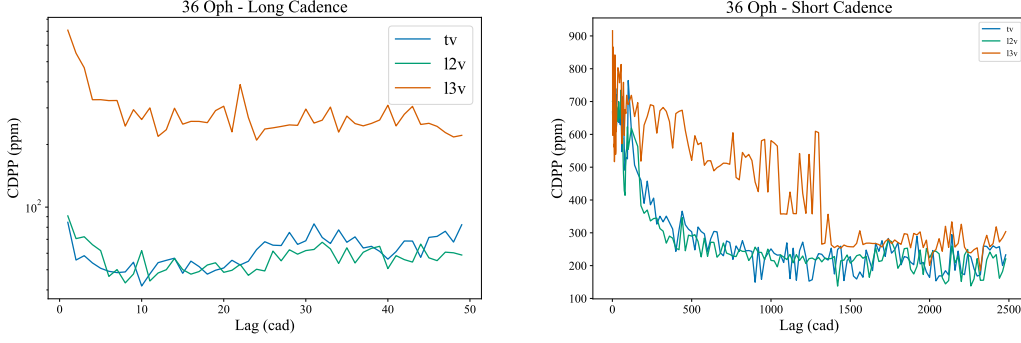 36 Oph - Long Cadence
CDPP (ppm)
10²
0
10
20
30
40
50
Lag (cad)
tv
l2v
l3v
36 Oph - Short Cadence
CDPP (ppm)
900
800
700
600
500
400
300
200
100
0
500
1000
1500
2000
2500
Lag (cad)
tv
l2v
l3v